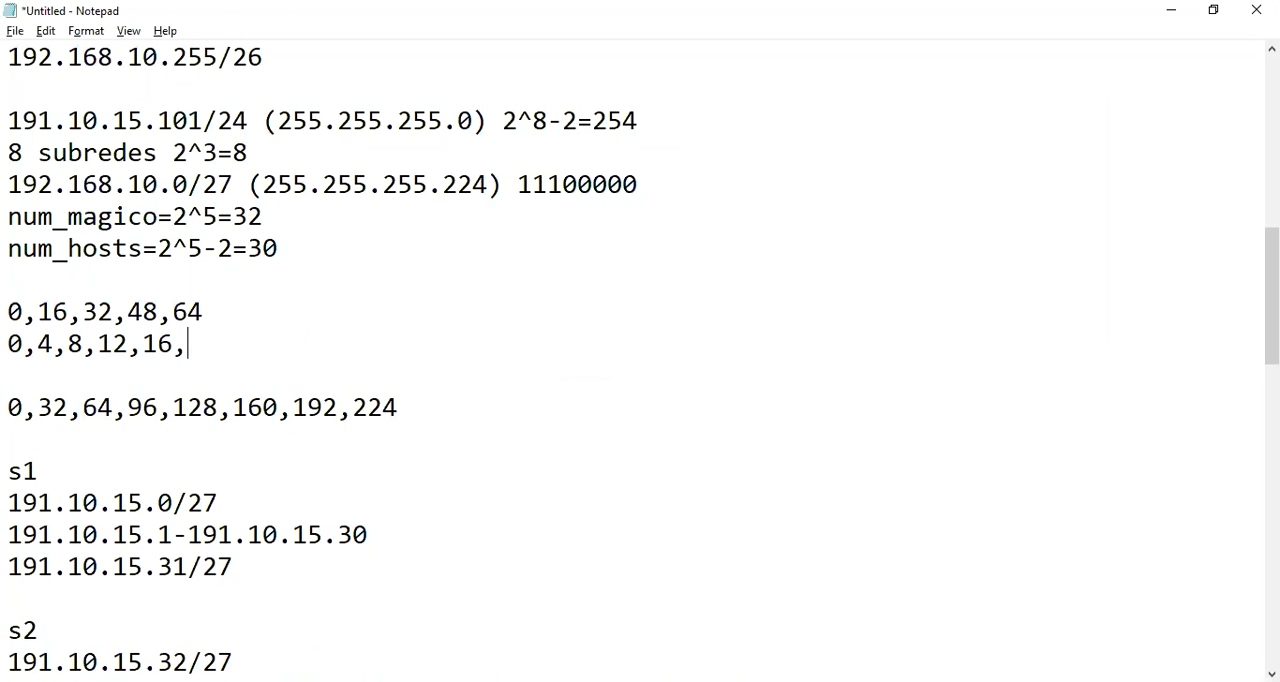 *Untitled - Notepad
File Edit Format View Help
192.168.10.255/26
191.10.15.101/24 (255.255.255.0) 2^8-2=254
8 subredes 2^3=8
192.168.10.0/27 (255.255.255.224) 11100000
num_magico=2^5=32
num_hosts=2^5-2=30
0,16,32,48,64
0,4,8,12,16,
0,32,64,96,128,160,192,224
s1
191.10.15.0/27
191.10.15.1-191.10.15.30
191.10.15.31/27
s2
191.10.15.32/27